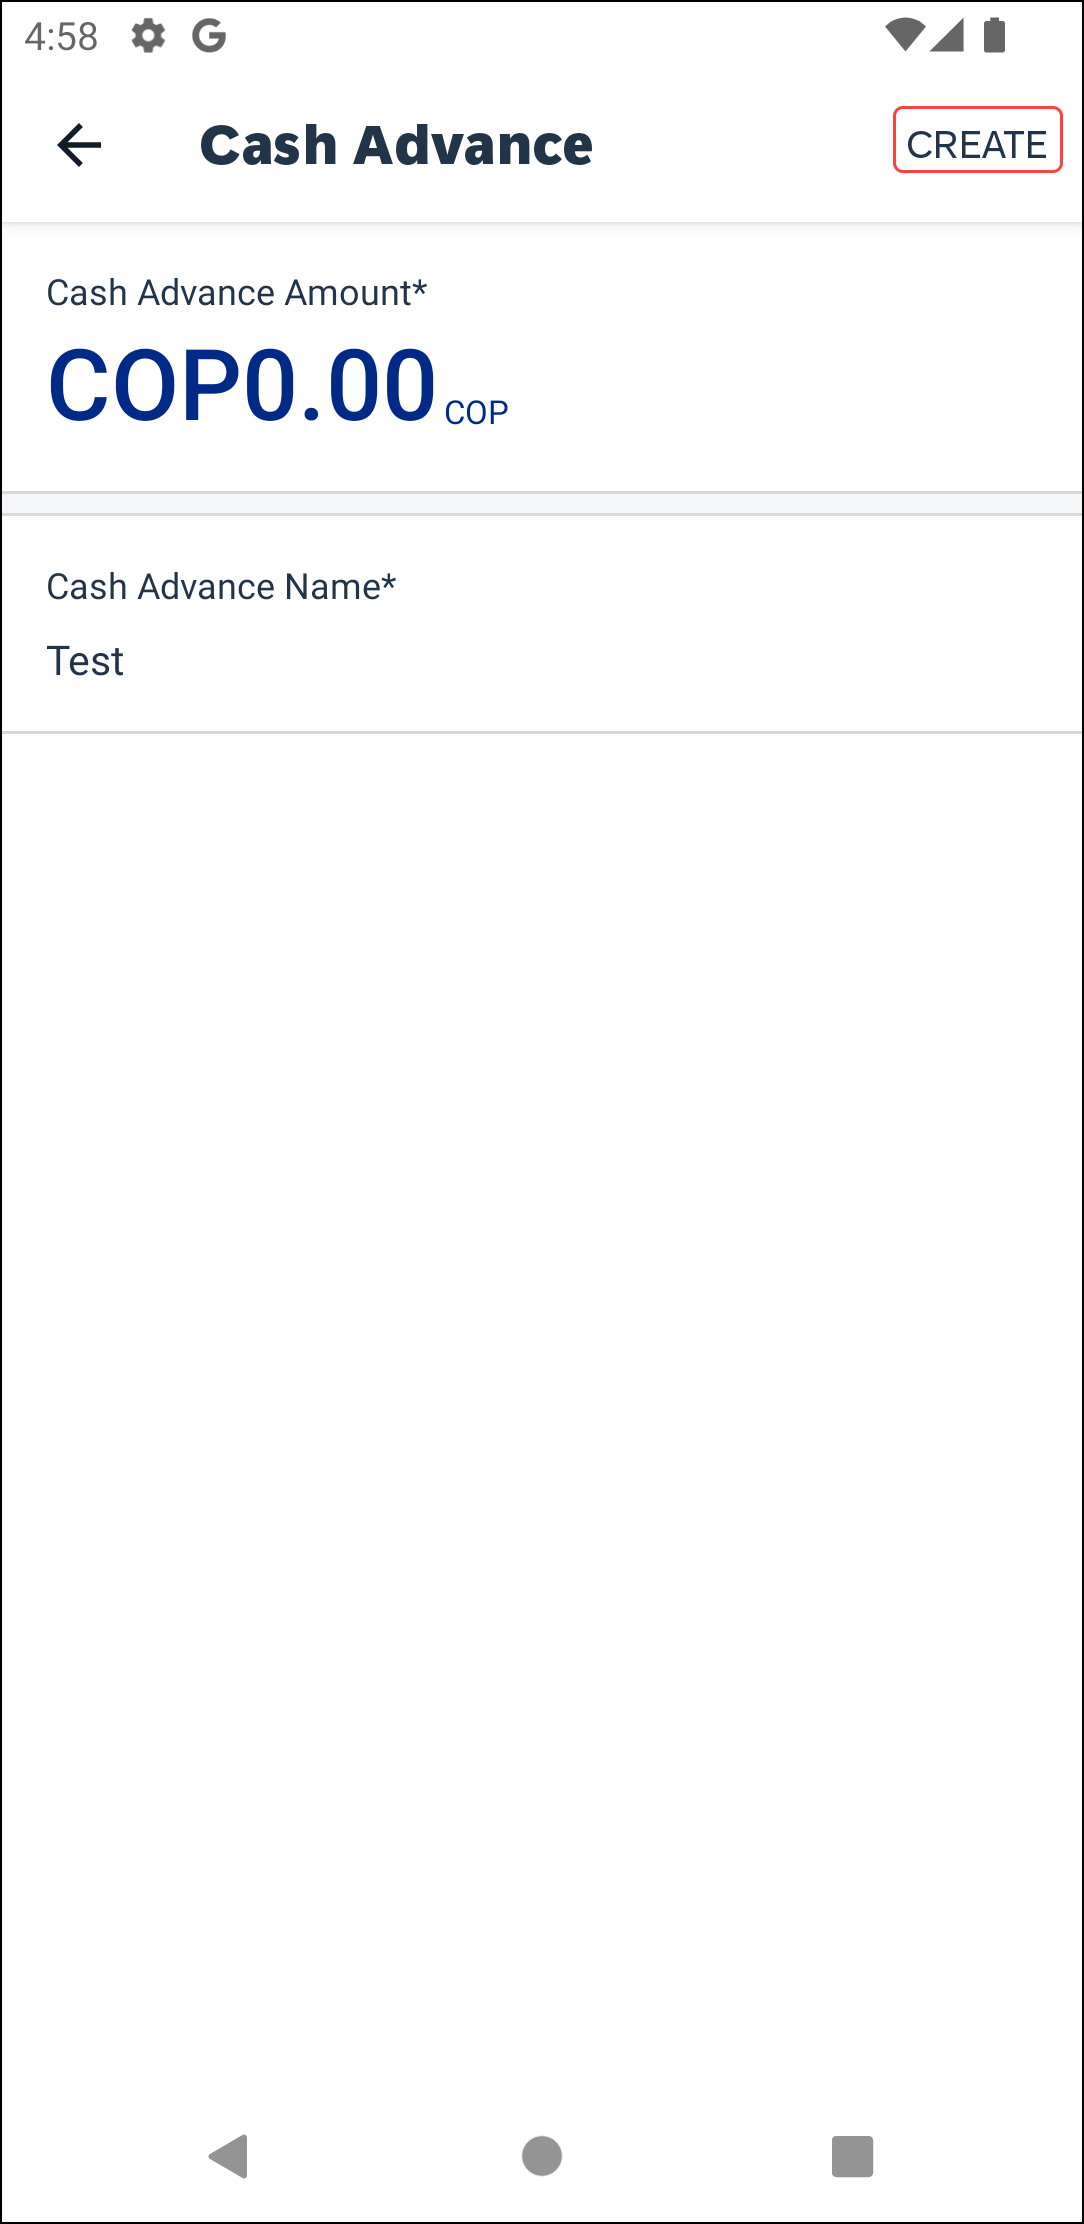 4:58
Cash Advance
CREATE
Cash Advance Amount*
COP0.00 COP
Cash Advance Name*
Test